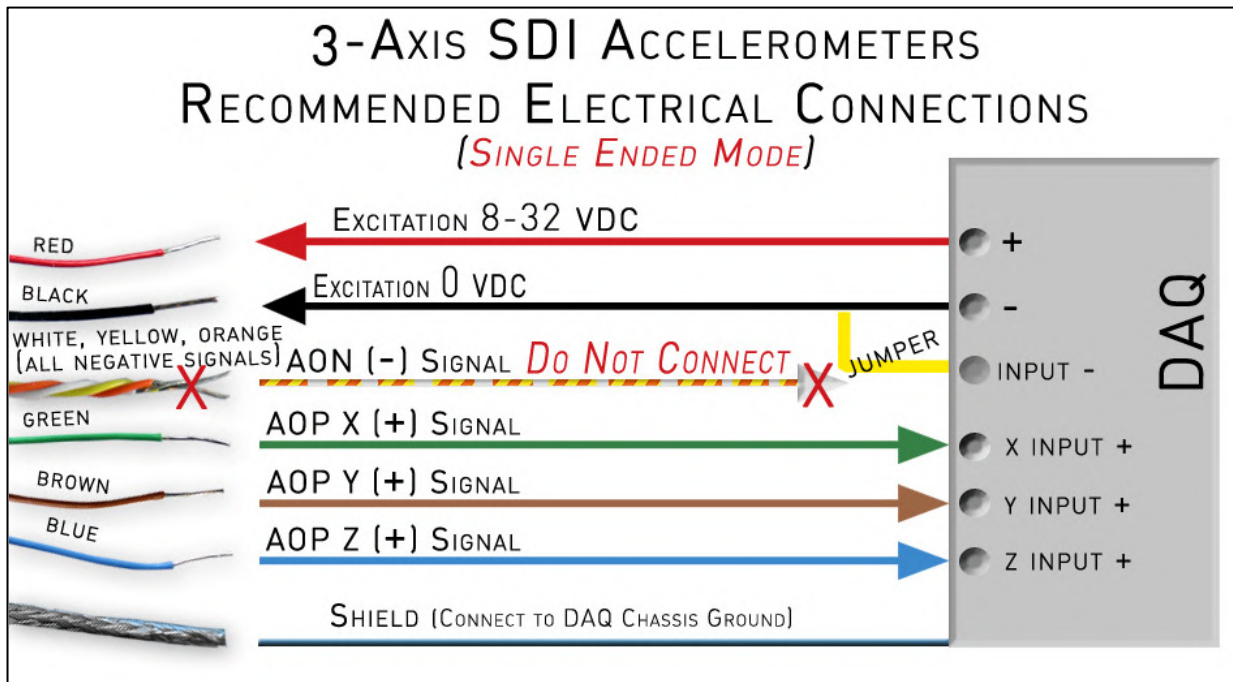 3-Axis SDI Accelerometers
Recommended Electrical Connections
(Single Ended Mode)
Excitation 8-32 VDC
RED
+
Excitation 0 VDC
BLACK
-
WHITE, YELLOW, ORANGE
(ALL NEGATIVE SIGNALS)
AON (-) Signal Do Not Connect
X
X
JUMPER
INPUT -
DAQ
GREEN
AOP X (+) Signal
X INPUT +
BROWN
AOP Y (+) Signal
Y INPUT +
BLUE
AOP Z (+) Signal
Z INPUT +
Shield (Connect to DAQ Chassis Ground)